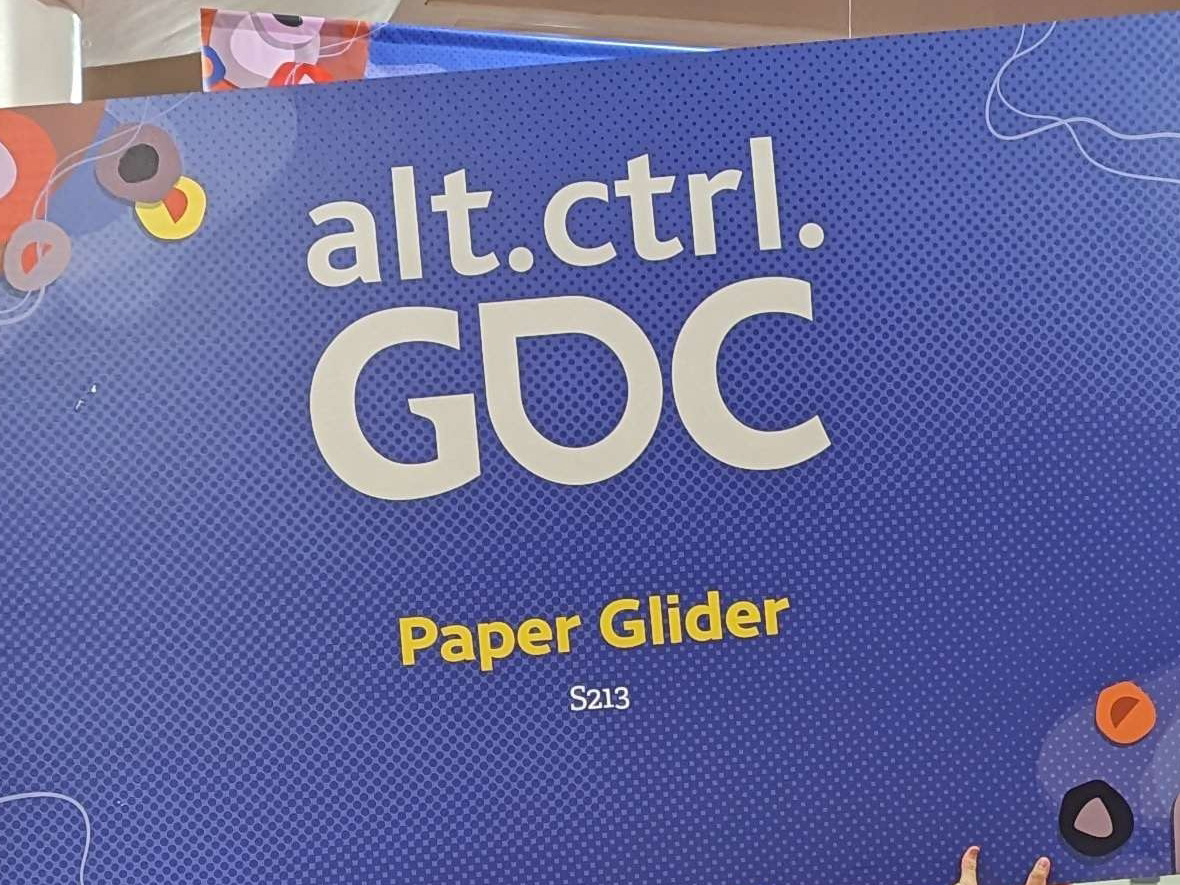 alt.ctrl.
GDC
Paper Glider
S213